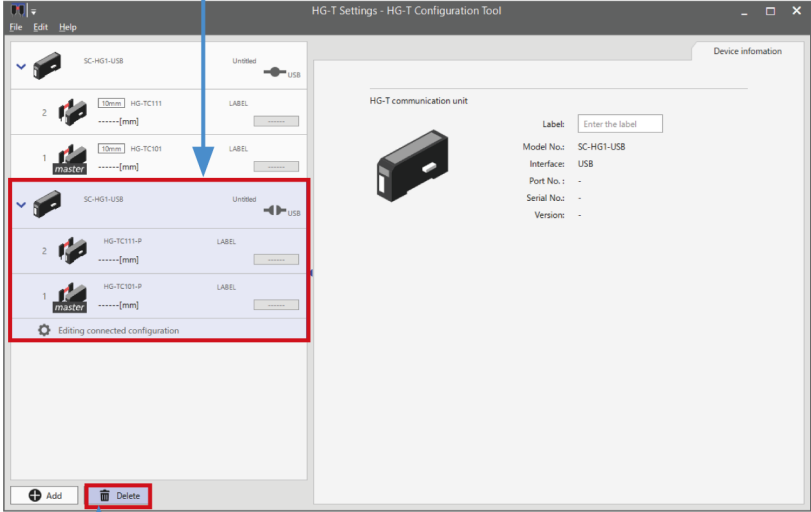 HG-T Settings - HG-T Configuration Tool
File Edit Help
SC-HG1-USB Untitled
USB
2 10mm HG-TC111 LABEL
------[mm] ------
1 10mm HG-TC101 LABEL
master ------[mm] ------
SC-HG1-USB Untitled
USB
2 HG-TC111-P LABEL
------[mm] ------
1 HG-TC101-P LABEL
master ------[mm] ------
Editing connected configuration
Add Delete
Device infomation
HG-T communication unit
Label: Enter the label
Model No.: SC-HG1-USB
Interface: USB
Port No. : -
Serial No.: -
Version: -